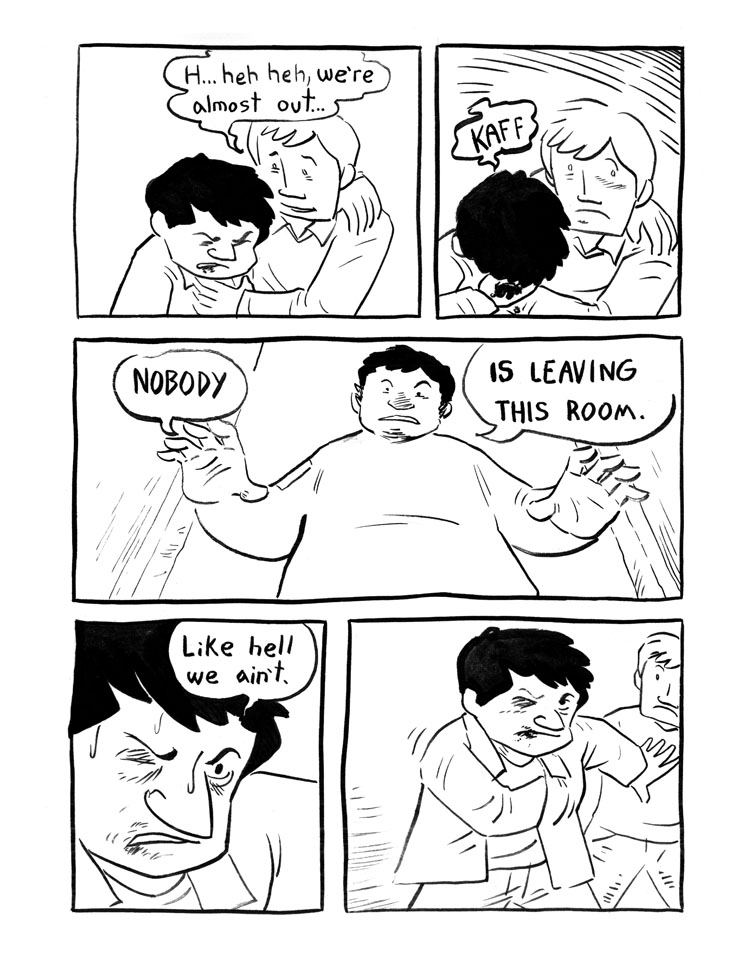 H... heh heh, we're
almost out...
KAFF
NOBODY
IS LEAVING
THIS ROOM.
Like hell
we ain't.